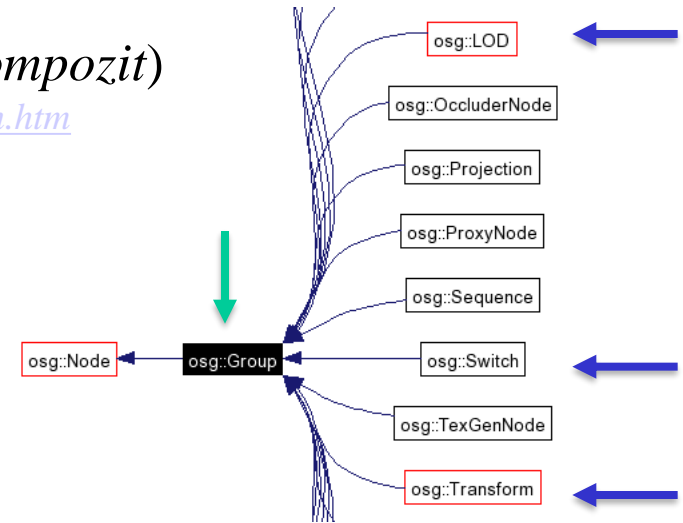 ompozit)
n.htm
osg::LOD
osg::OccluderNode
osg::Projection
osg::ProxyNode
osg::Sequence
osg::Node
osg::Group
osg::Switch
osg::TexGenNode
osg::Transform